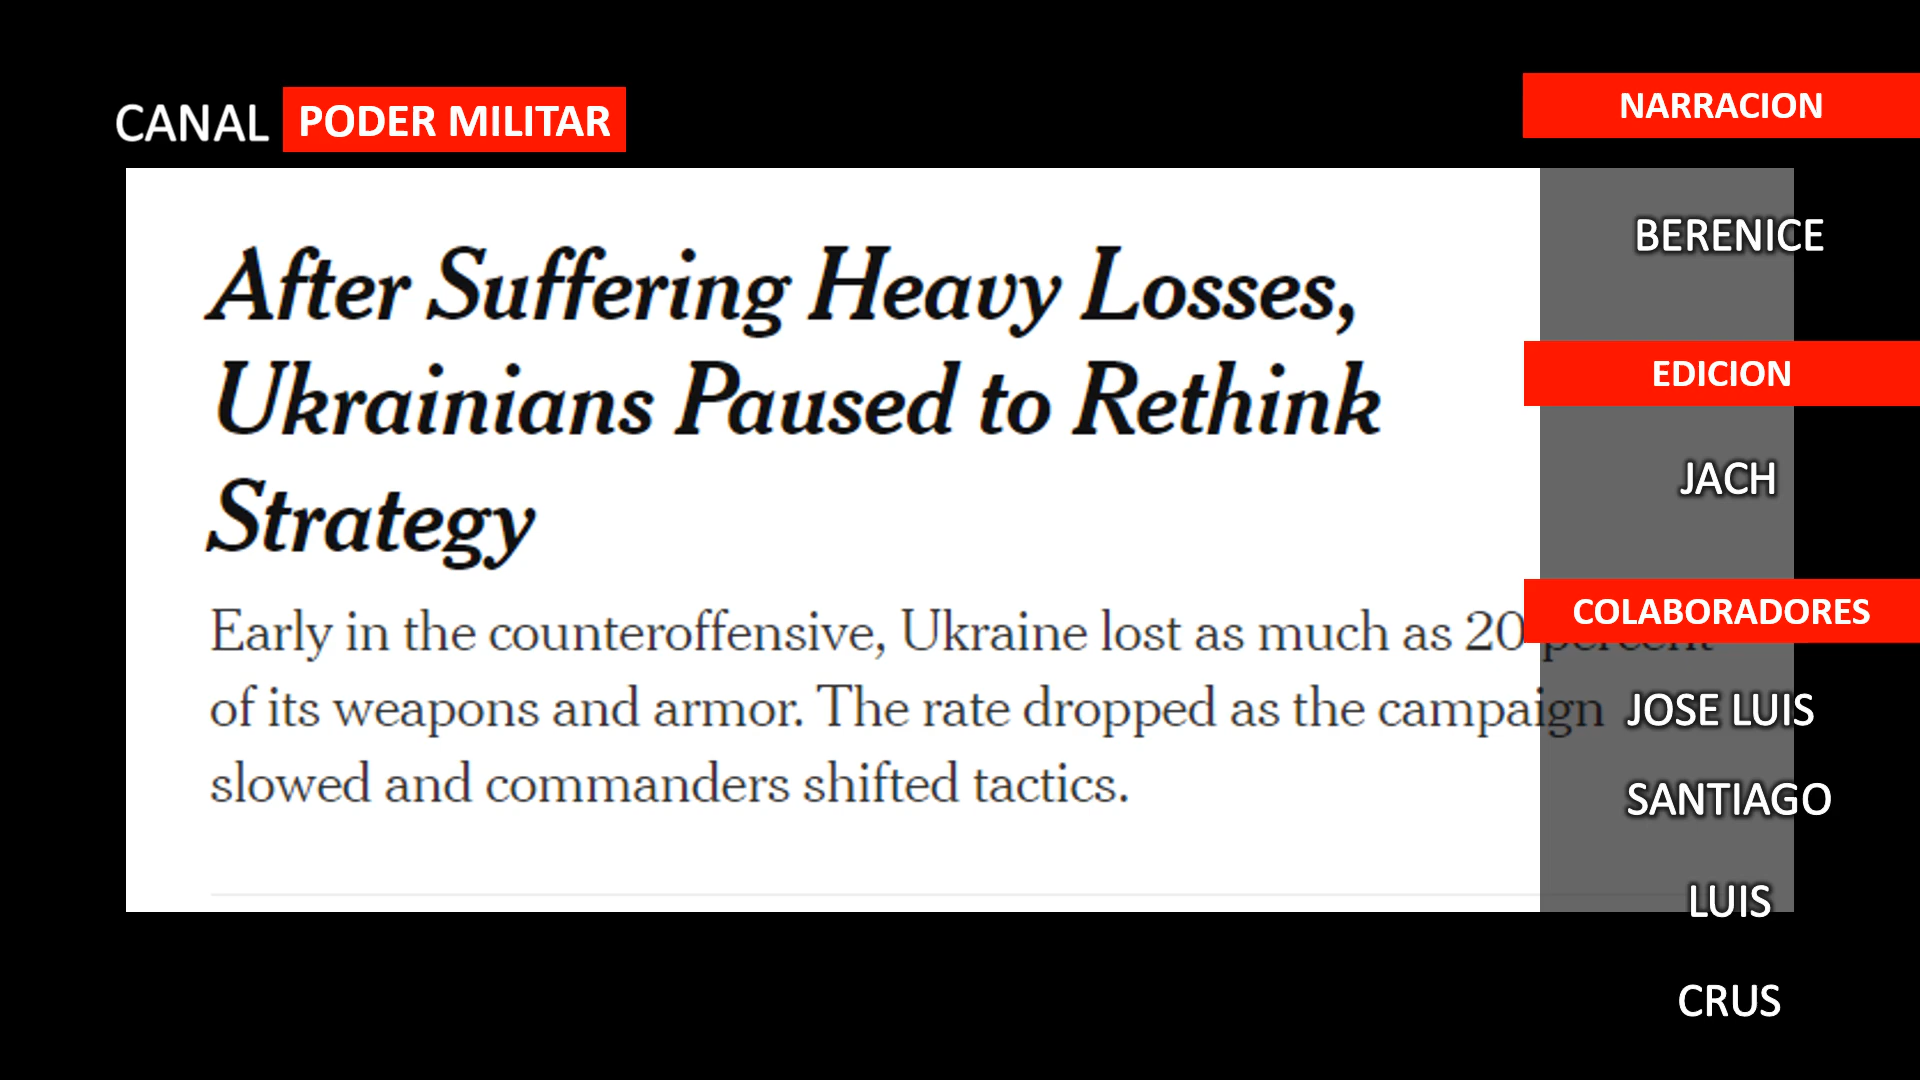 CANAL PODER MILITAR
After Suffering Heavy Losses,
Ukrainians Paused to Rethink
Strategy
Early in the counteroffensive, Ukraine lost as much as 20 percent
of its weapons and armor. The rate dropped as the campaign
slowed and commanders shifted tactics.
NARRACION
BERENICE
EDICION
JACH
COLABORADORES
JOSE LUIS
SANTIAGO
LUIS
CRUS